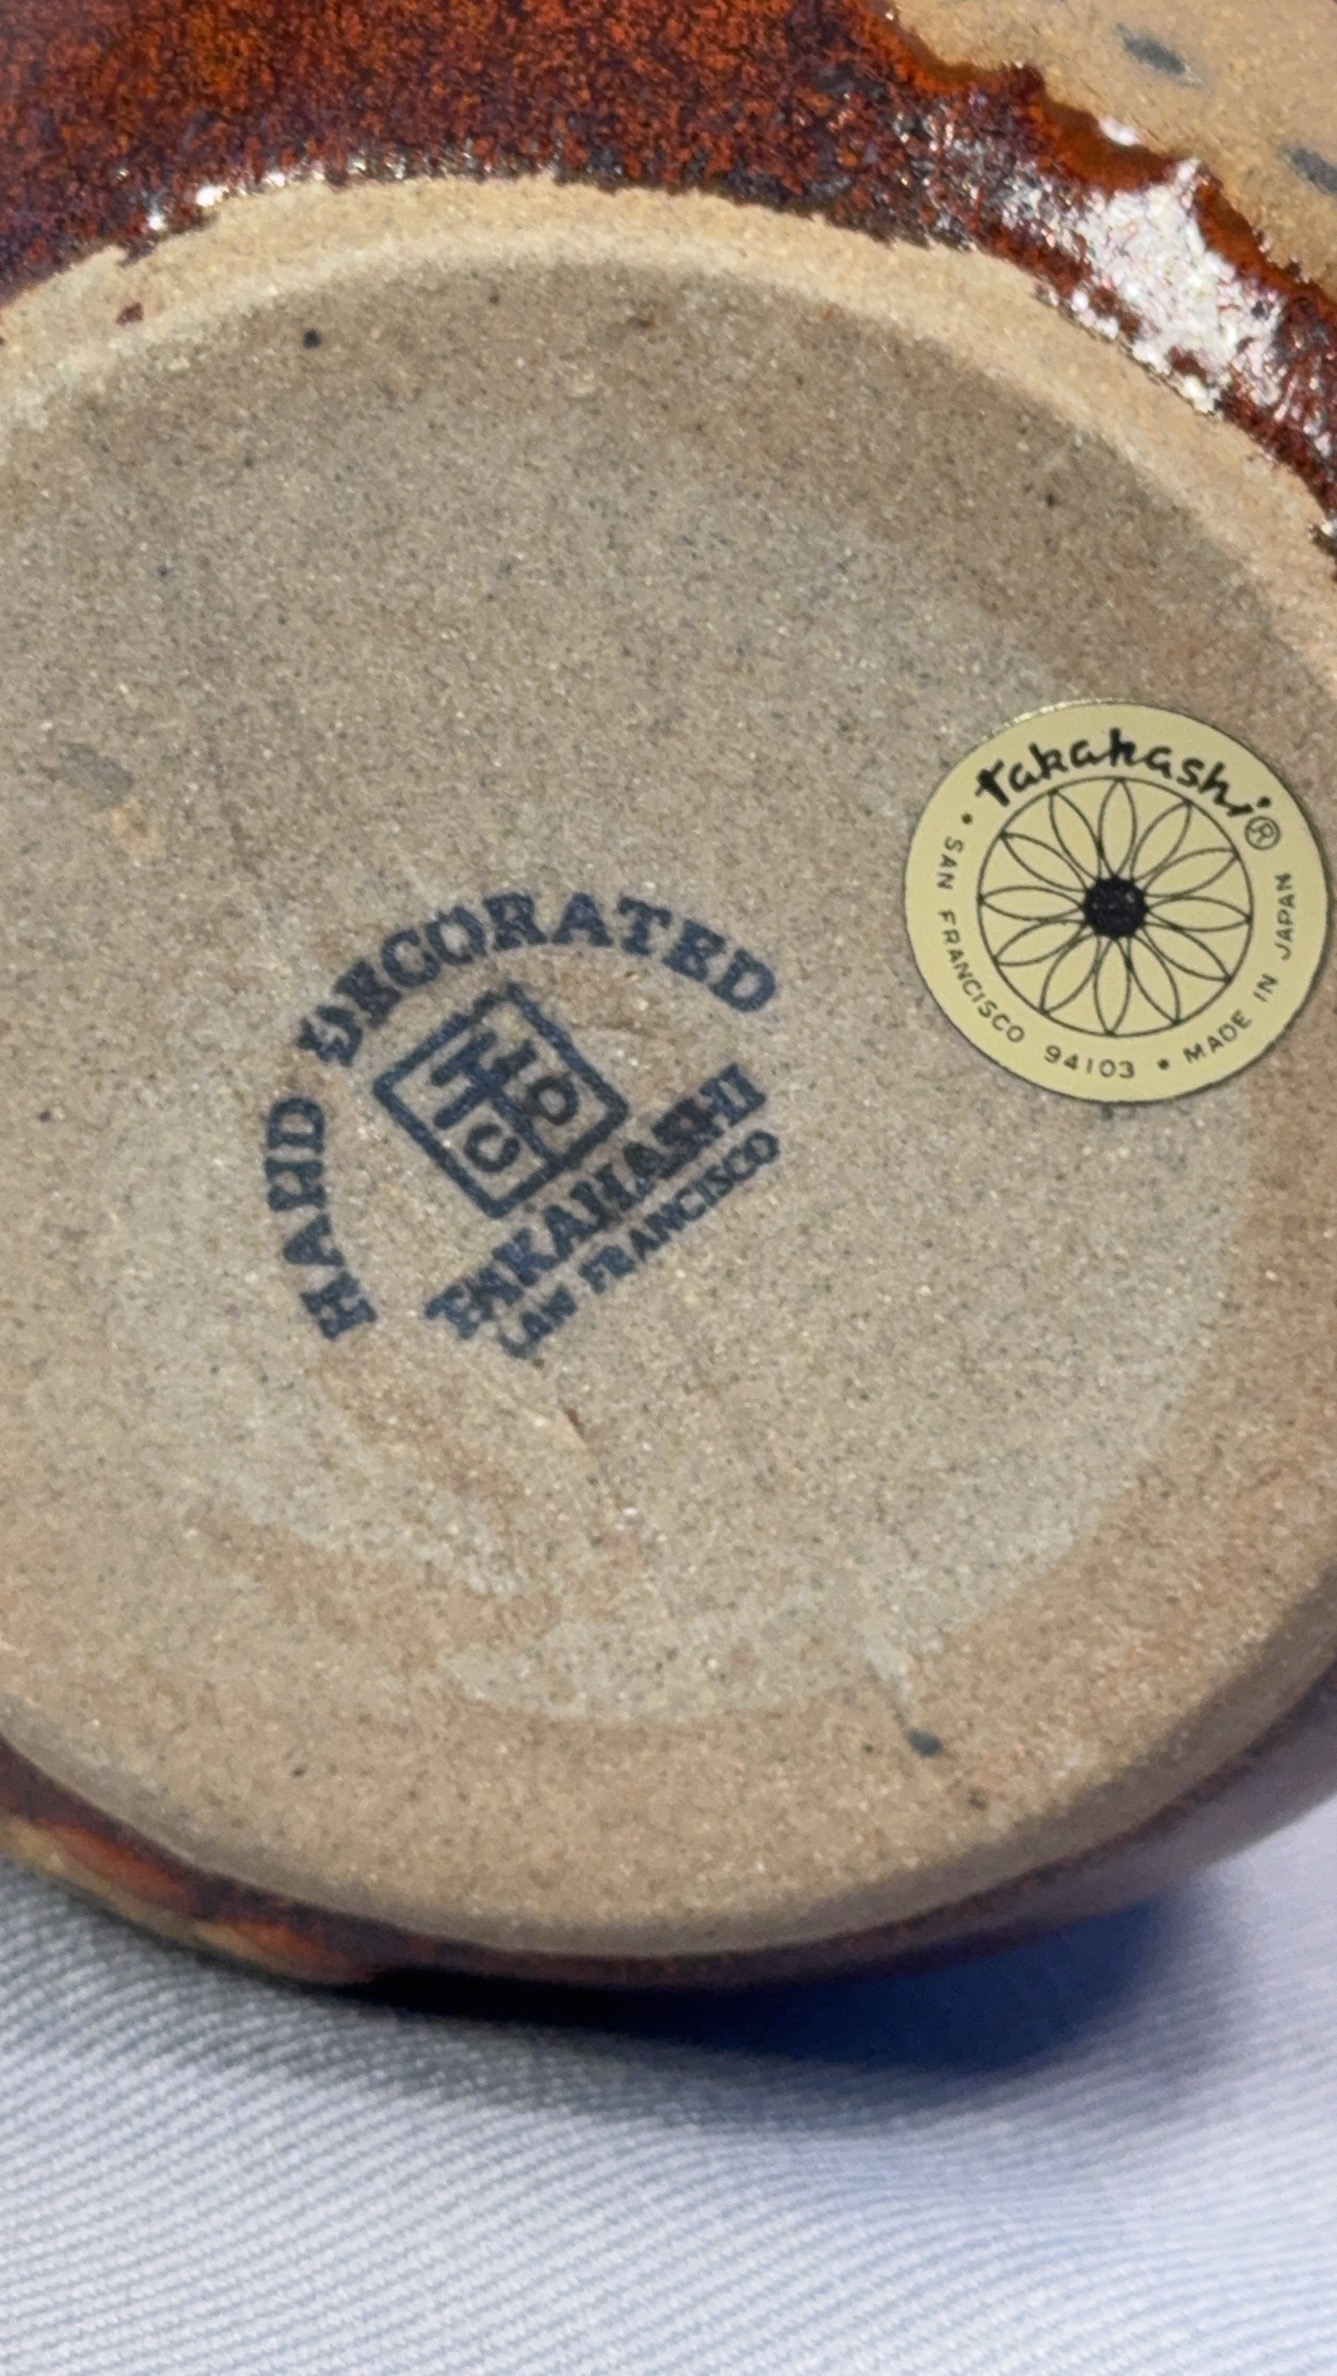 HAND DECORATED
TAKAHASHI
SAN FRANCISCO
Takahashi®
• SAN FRANCISCO 94103 • MADE IN JAPAN